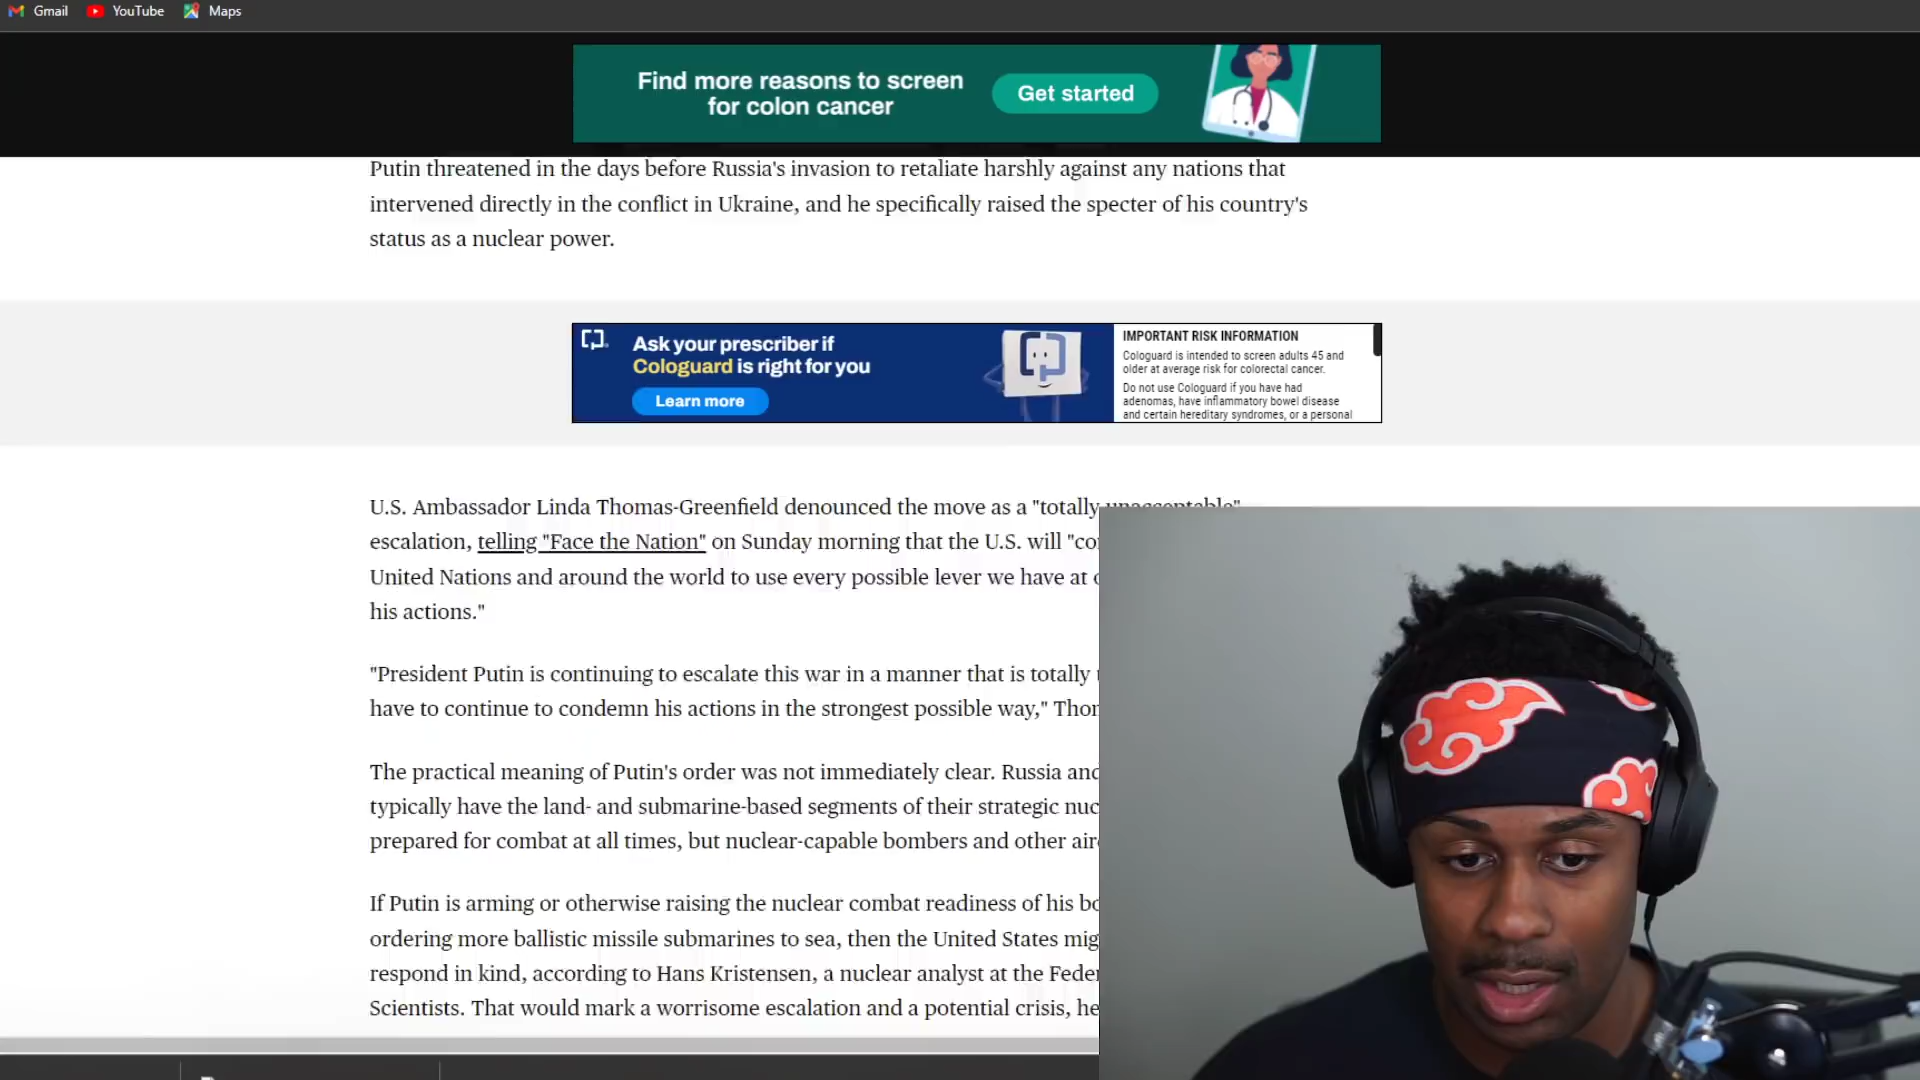 Gmail YouTube Maps
Find more reasons to screen
for colon cancer
Get started
Putin threatened in the days before Russia's invasion to retaliate harshly against any nations that
intervened directly in the conflict in Ukraine, and he specifically raised the specter of his country's
status as a nuclear power.
Ask your prescriber if
Cologuard is right for you
Learn more
IMPORTANT RISK INFORMATION
Cologuard is intended to screen adults 45 and
older at average risk for colorectal cancer.
Do not use Cologuard if you have had
adenomas, have inflammatory bowel disease
and certain hereditary syndromes, or a personal
U.S. Ambassador Linda Thomas-Greenfield denounced the move as a "totally unacceptable"
escalation, telling "Face the Nation" on Sunday morning that the U.S. will "co
United Nations and around the world to use every possible lever we have at
his actions."
"President Putin is continuing to escalate this war in a manner that is totally
have to continue to condemn his actions in the strongest possible way," Tho
The practical meaning of Putin's order was not immediately clear. Russia and
typically have the land- and submarine-based segments of their strategic nuc
prepared for combat at all times, but nuclear-capable bombers and other air
If Putin is arming or otherwise raising the nuclear combat readiness of his bo
ordering more ballistic missile submarines to sea, then the United States mig
respond in kind, according to Hans Kristensen, a nuclear analyst at the Feder
Scientists. That would mark a worrisome escalation and a potential crisis, he